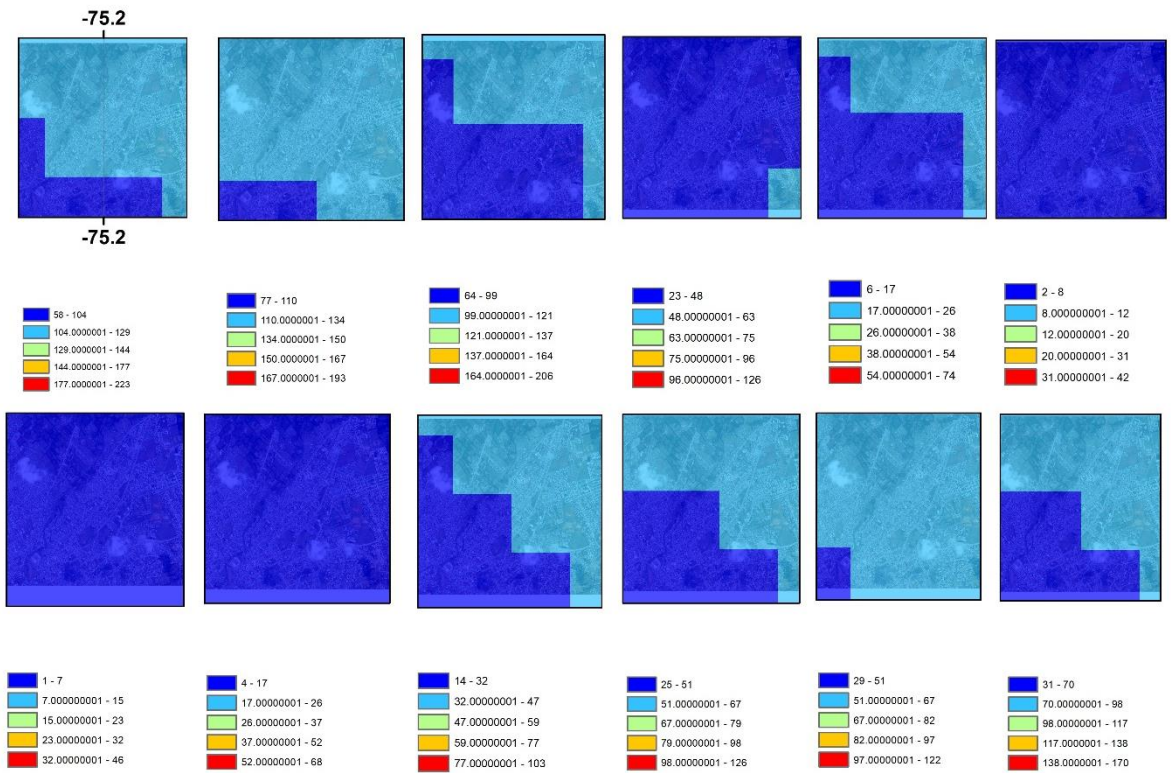 -75.2
-75.2
58 - 104
104.0000001 - 129
129.0000001 - 144
144.0000001 - 177
177.0000001 - 223
77 - 110
110.0000001 - 134
134.0000001 - 150
150.0000001 - 167
167.0000001 - 193
64 - 99
99.0000001 - 121
121.0000001 - 137
137.0000001 - 164
164.0000001 - 206
23 - 48
48.00000001 - 63
63.00000001 - 75
75.00000001 - 96
96.00000001 - 126
6 - 17
17.00000001 - 26
26.00000001 - 38
38.00000001 - 54
54.00000001 - 74
2 - 8
8.000000001 - 12
12.00000001 - 20
20.00000001 - 31
31.00000001 - 42
1 - 7
7.000000001 - 15
15.00000001 - 23
23.00000001 - 32
32.00000001 - 46
4 - 17
17.00000001 - 26
26.00000001 - 37
37.00000001 - 52
52.00000001 - 68
14 - 32
32.00000001 - 47
47.00000001 - 59
59.00000001 - 77
77.00000001 - 103
25 - 51
51.00000001 - 67
67.00000001 - 79
79.00000001 - 98
98.00000001 - 126
29 - 51
51.00000001 - 67
67.00000001 - 82
82.00000001 - 97
97.00000001 - 122
31 - 70
70.00000001 - 98
98.00000001 - 117
117.0000001 - 138
138.0000001 - 170